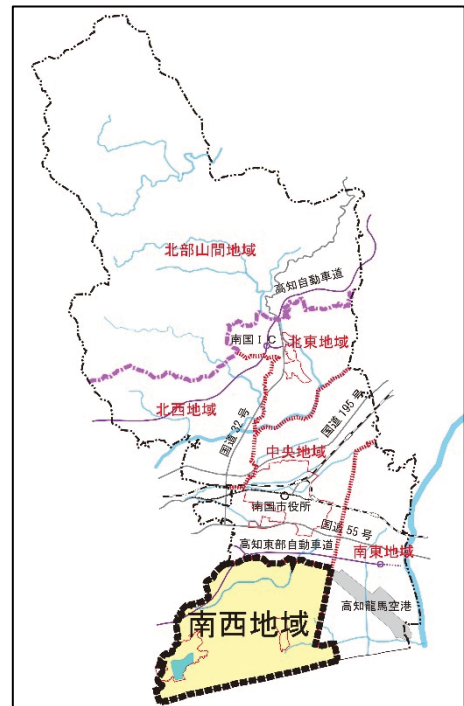 北部山間地域
高知自動車道
南国IC
北東地域
北西地域
国道32号
国道195号
中央地域
南国市役所
国道55号
高知東部自動車道
南東地域
南西地域
高知龍馬空港